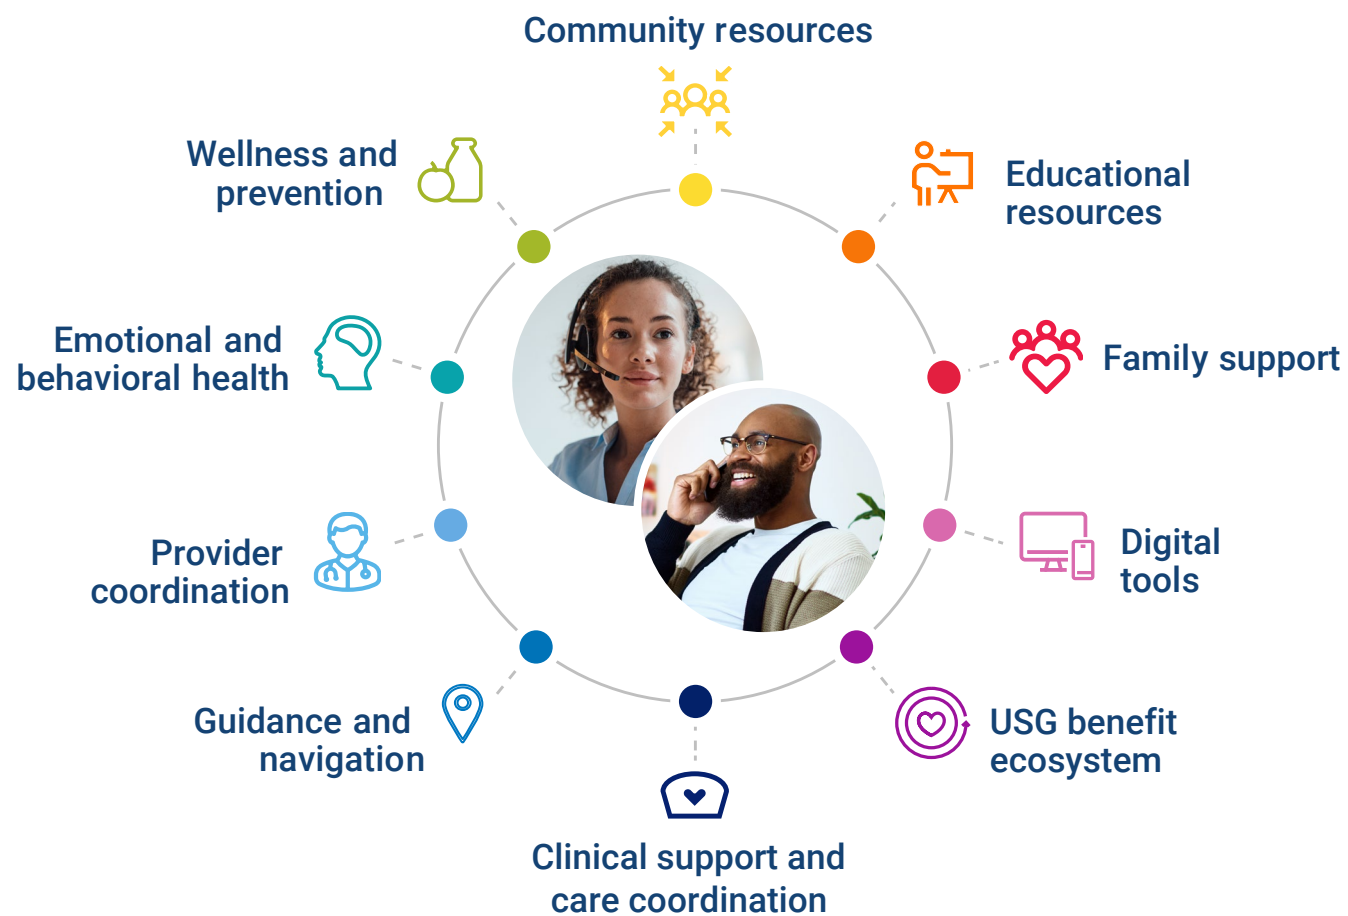 Community resources
Wellness and
prevention
Educational
resources
Emotional and
behavioral health
Family support
Provider
coordination
Digital
tools
Guidance and
navigation
USG benefit
ecosystem
Clinical support and
care coordination